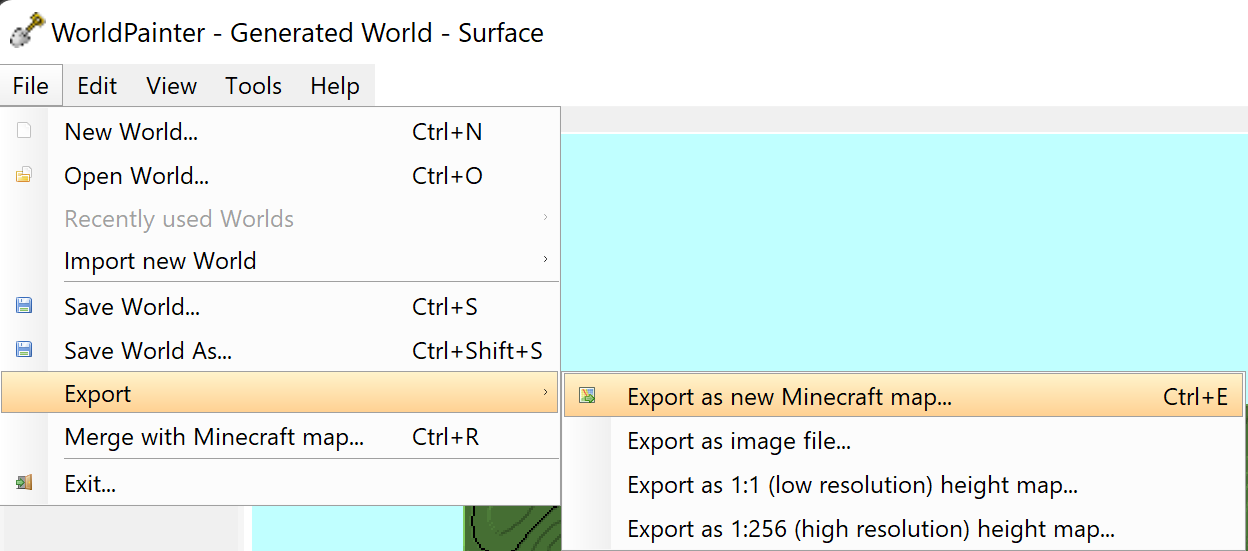 WorldPainter - Generated World - Surface
File Edit View Tools Help
New World... Ctrl+N
Open World... Ctrl+O
Recently used Worlds
Import new World
Save World... Ctrl+S
Save World As... Ctrl+Shift+S
Export
Export as new Minecraft map... Ctrl+E
Merge with Minecraft map... Ctrl+R
Export as image file...
Exit...
Export as 1:1 (low resolution) height map...
Export as 1:256 (high resolution) height map...